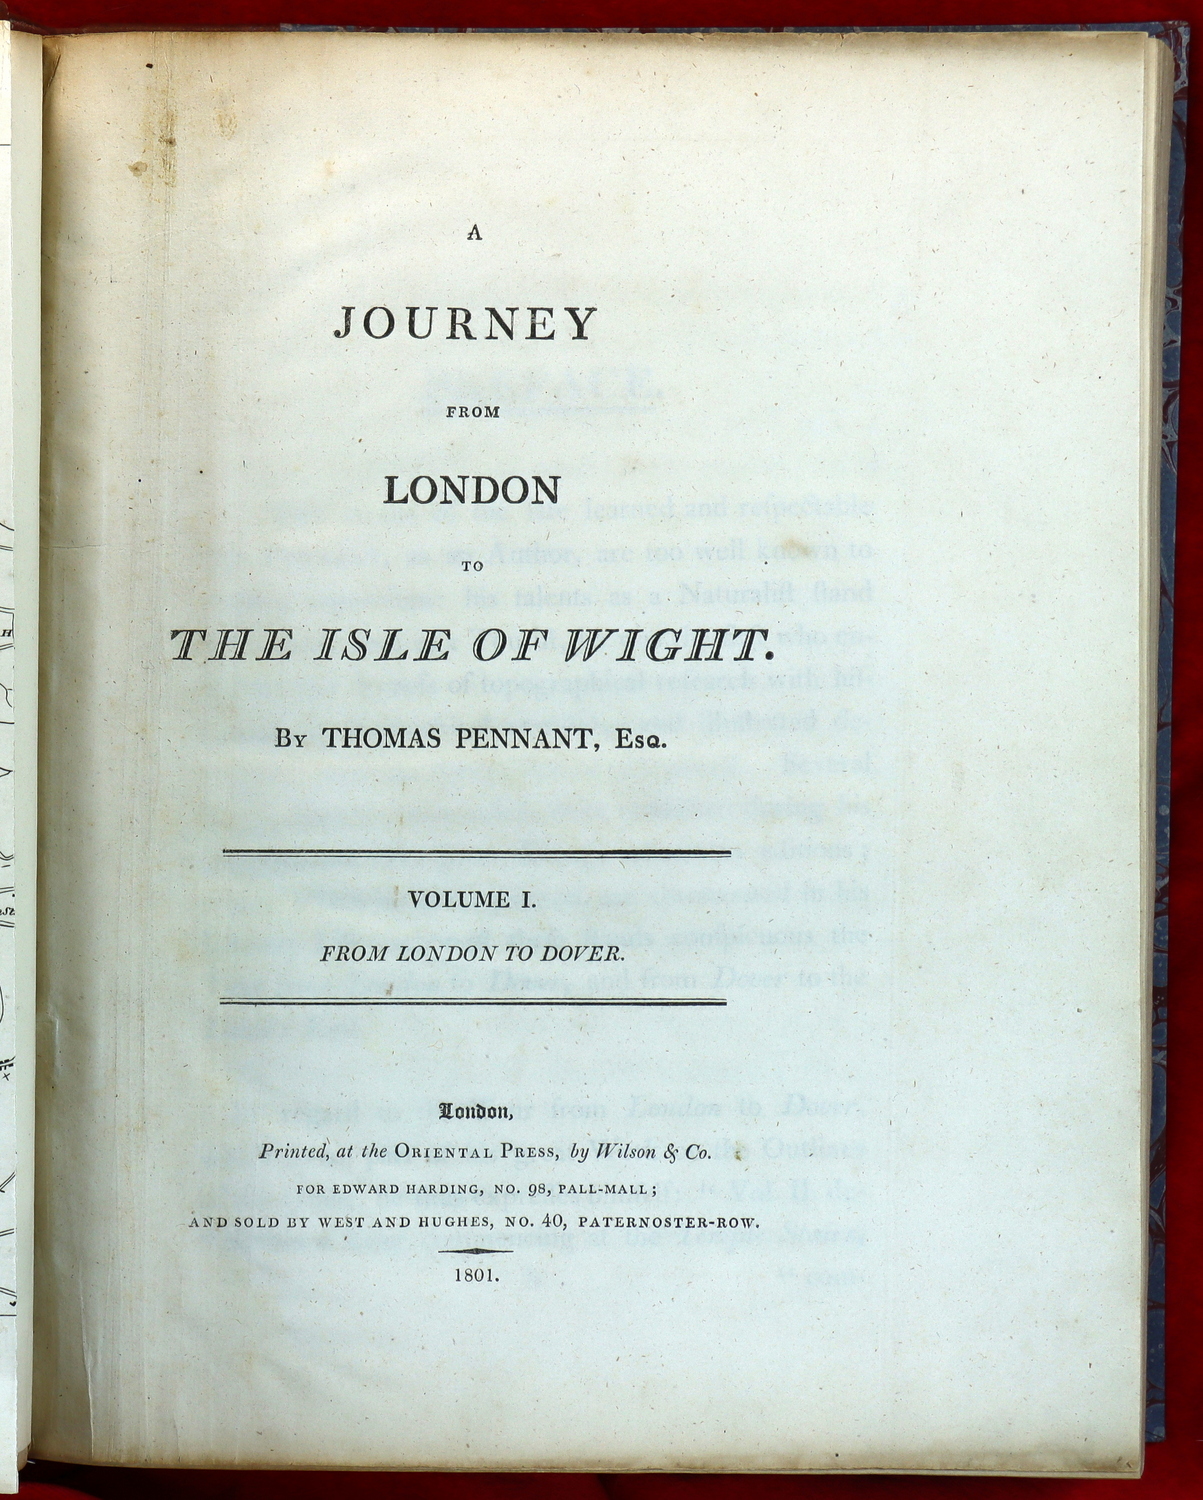 A
JOURNEY
FROM
LONDON
TO
THE ISLE OF WIGHT.
By THOMAS PENNANT, Esq.
VOLUME I.
FROM LONDON TO DOVER.
London,
Printed, at the Oriental Press, by Wilson & Co.
FOR EDWARD HARDING, NO. 98, PALL-MALL;
AND SOLD BY WEST AND HUGHES, NO. 40, PATERNOSTER-ROW.
1801.